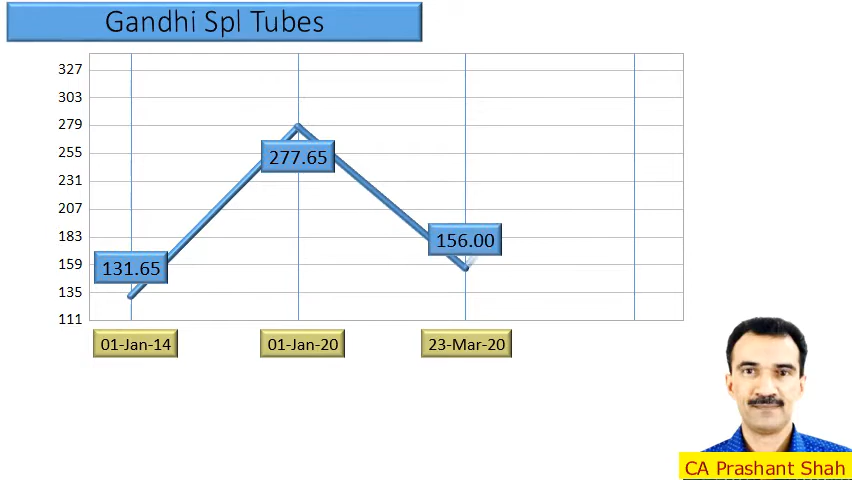 Gandhi Spl Tubes
327
303
279
255
231
207
183
159
135
111
277.65
156.00
131.65
01-Jan-14
01-Jan-20
23-Mar-20
CA Prashant Shah